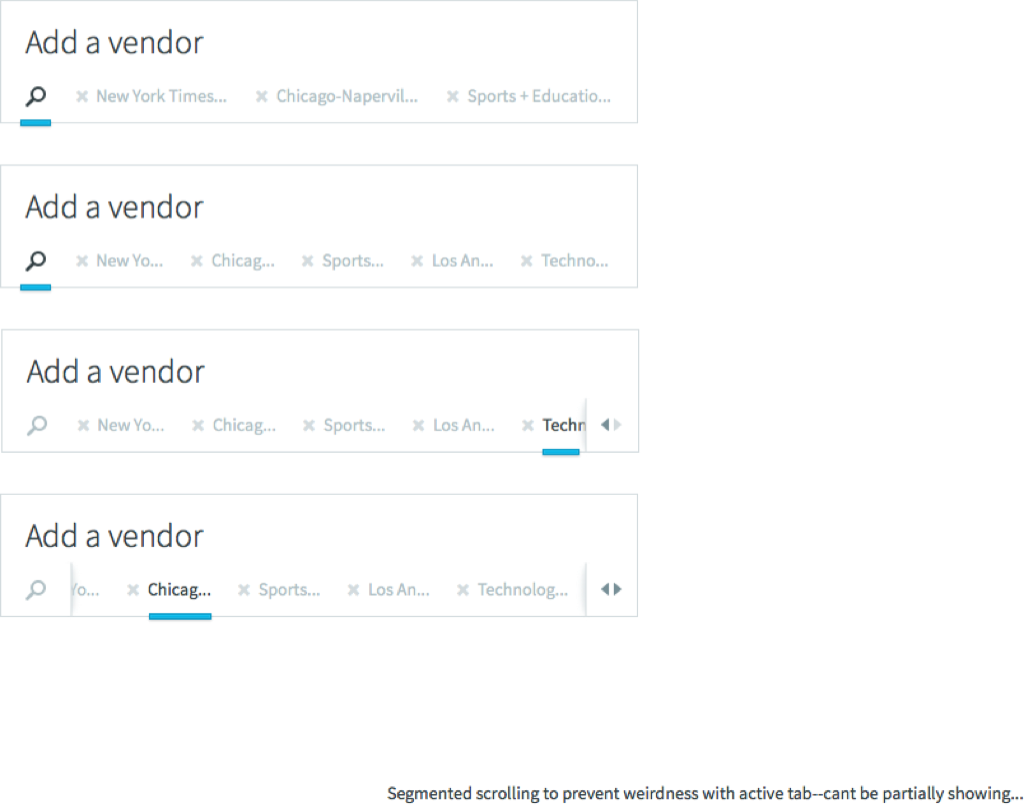 Add a vendor
New York Times... Chicago-Napervil... Sports + Educatio...
Add a vendor
New Yo... Chicag... Sports... Los An... Techno...
Add a vendor
New Yo... Chicag... Sports... Los An... Techn
Add a vendor
Yo... Chicag... Sports... Los An... Technolog...
Segmented scrolling to prevent weirdness with active tab--cant be partially showing...